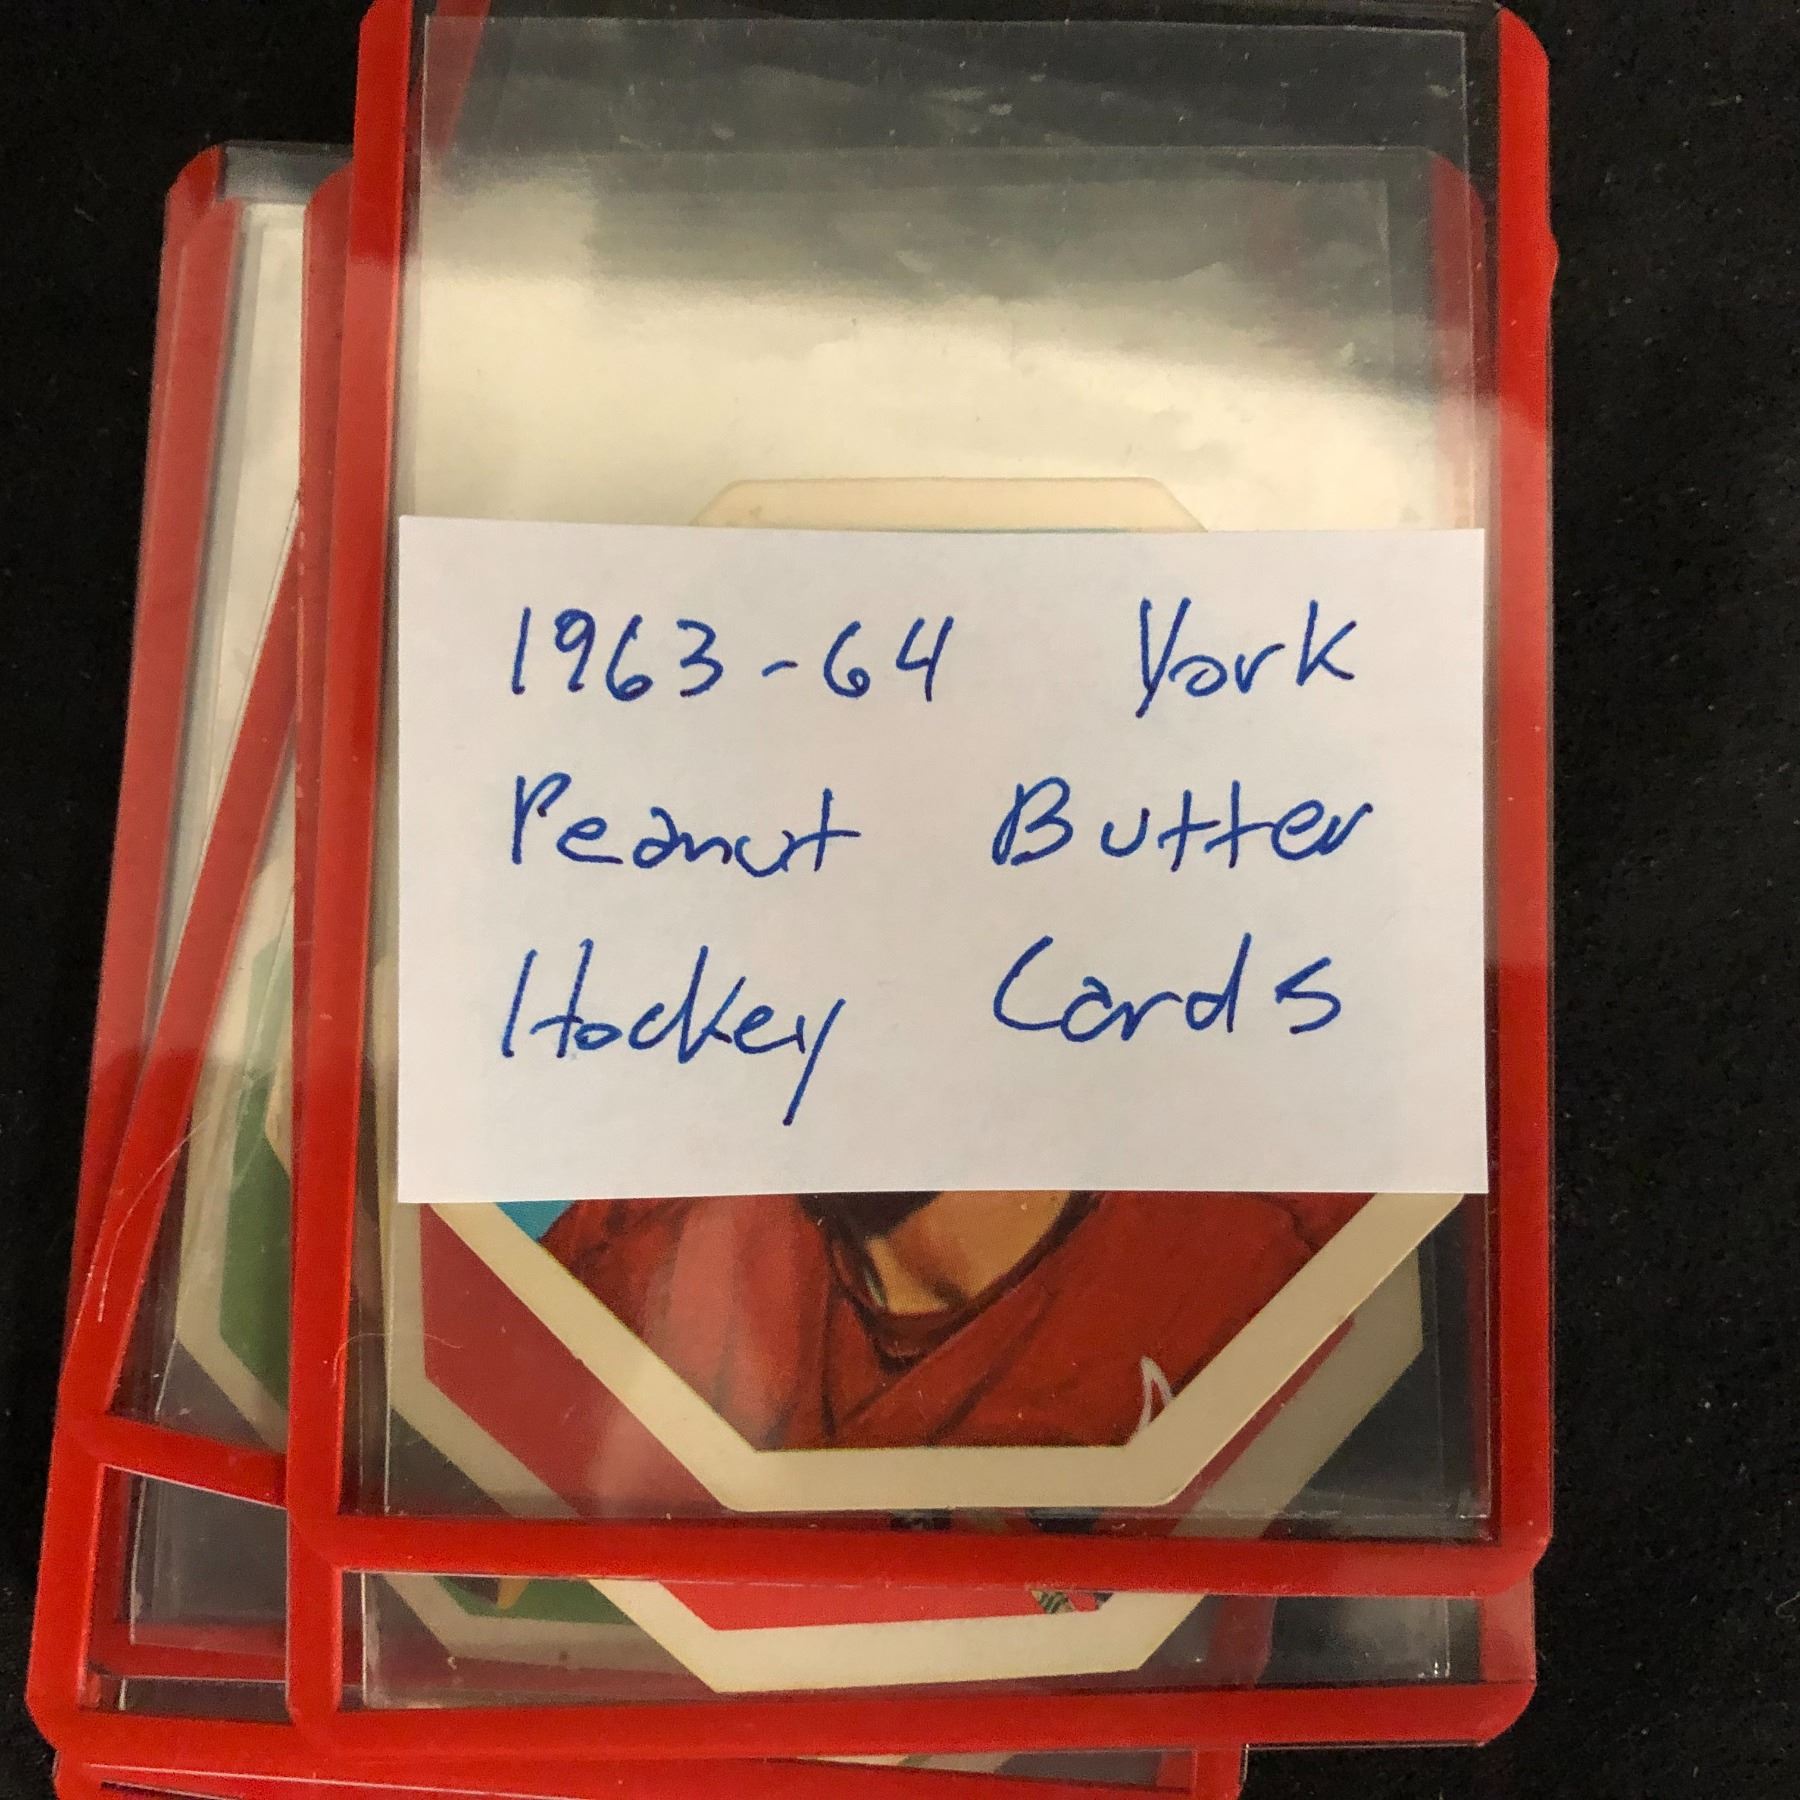 1963-64 York
Peanut Butter
Hockey Cards